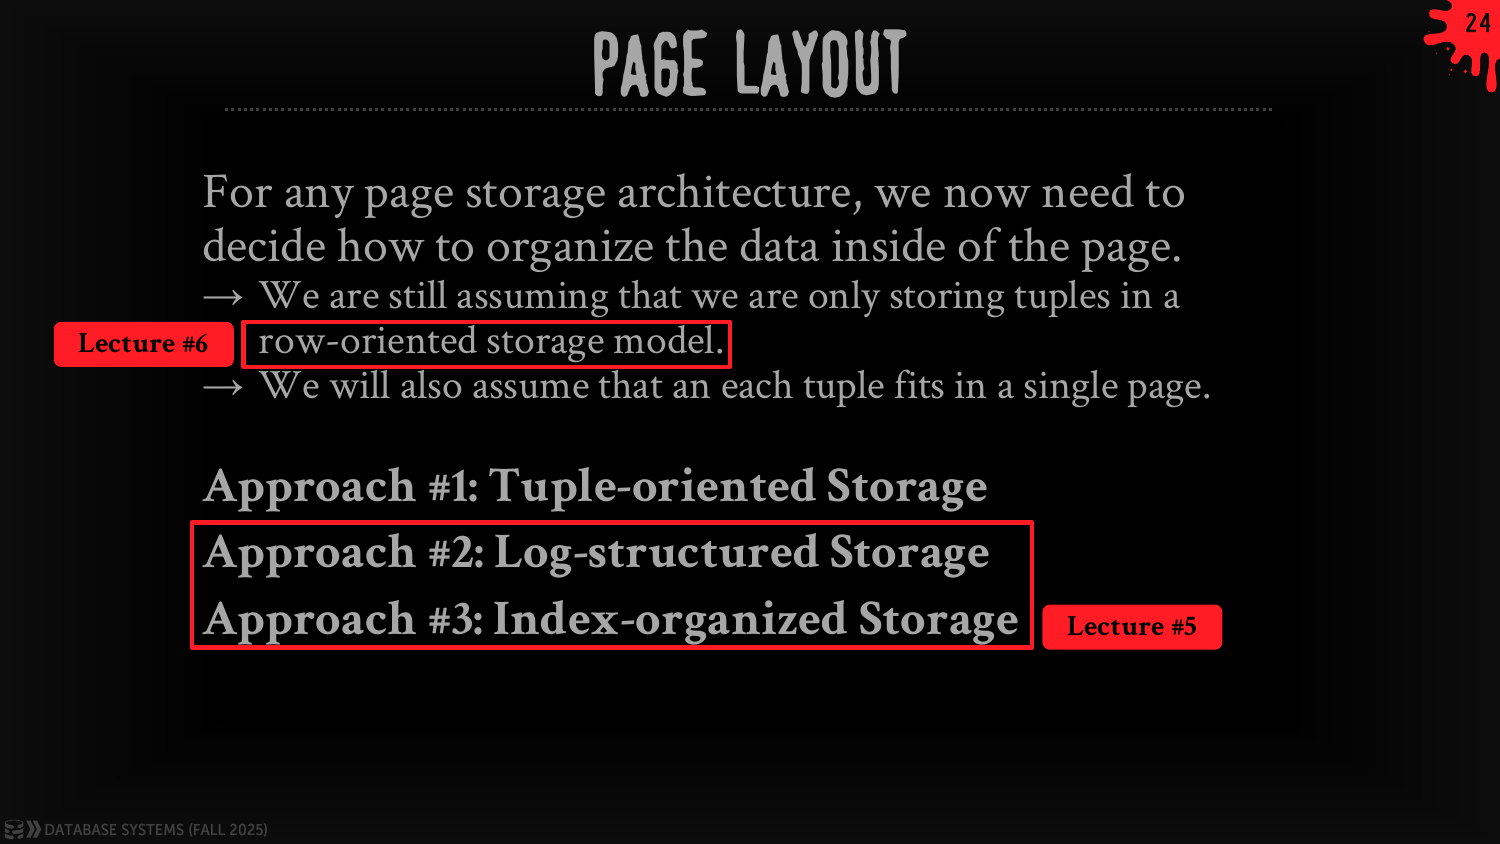 24
PAGE LAYOUT
For any page storage architecture, we now need to
decide how to organize the data inside of the page.
→ We are still assuming that we are only storing tuples in a
Lecture #6 row-oriented storage model.
→ We will also assume that an each tuple fits in a single page.
Approach #1: Tuple-oriented Storage
Approach #2: Log-structured Storage
Approach #3: Index-organized Storage
Lecture #5
DATABASE SYSTEMS (FALL 2025)